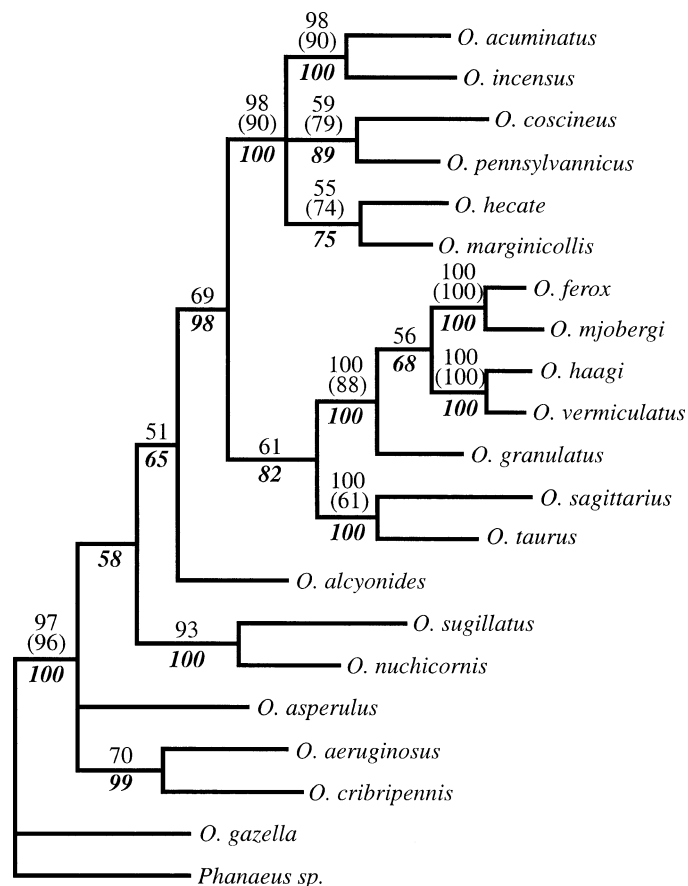 98
(90)
O. acuminatus
100
O. incensus
98
(90)
100
59
(79)
O. coscineus
89
O. pennsylvannicus
55
(74)
O. hecate
75
O. marginicollis
100
(100)
O. ferox
100
O. mjobergi
69
98
56
68
100
(100)
O. haagi
100
O. vermiculatus
100
(88)
100
O. granulatus
51
65
61
82
100
(61)
O. sagittarius
100
O. taurus
58
O. alcyonides
93
O. sugillatus
100
O. nuchicornis
97
(96)
100
O. asperulus
70
O. aeruginosus
99
O. cribripennis
O. gazella
Phanaeus sp.